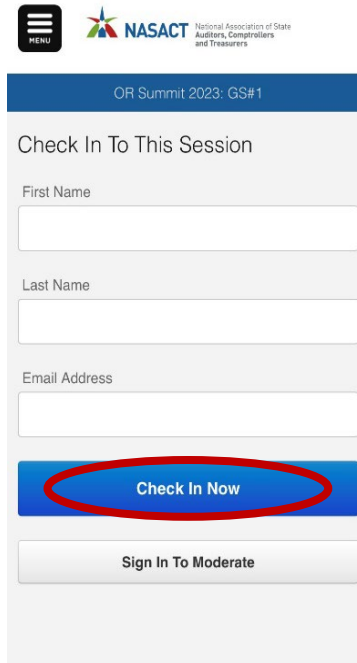 MENU
NASACT
National Association of State
Auditors, Comptrollers
and Treasurers
OR Summit 2023: GS#1
Check In To This Session
First Name
Last Name
Email Address
Check In Now
Sign In To Moderate